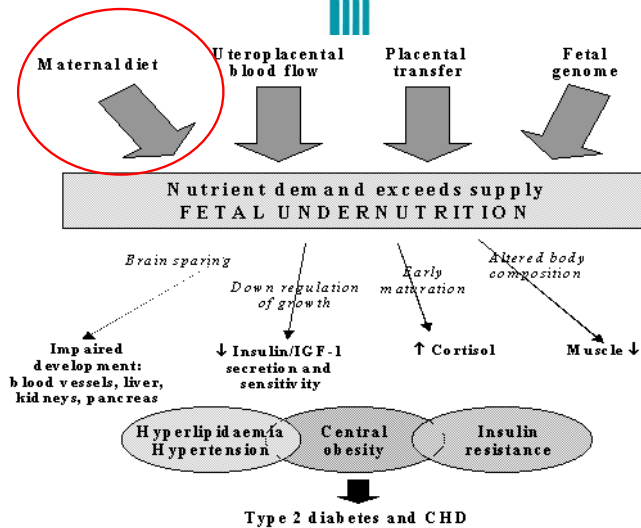 Maternal diet
Uteroplacental
blood flow
Placental
transfer
Fetal
genome
Nutrient demand exceeds supply
FETAL UNDERNUTRITION
Brain sparing
Down regulation
of growth
Early
maturation
Altered body
composition
Impaired
development:
blood vessels, liver,
kidneys, pancreas
↓ Insulin/IGF-1
secretion and
sensitivity
↑ Cortisol
Muscle ↓
Hyperlipidaemia
Hypertension
Central
obesity
Insulin
resistance
Type 2 diabetes and CHD